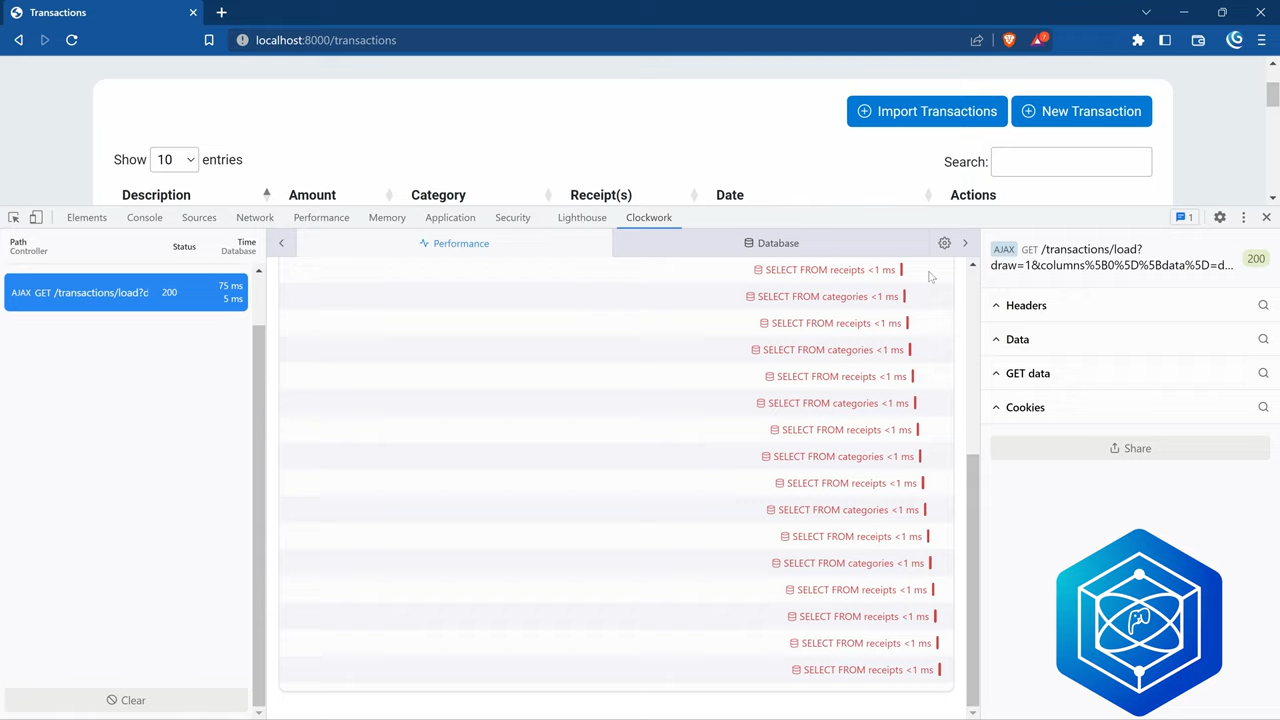 Transactions
localhost:8000/transactions
Import Transactions
New Transaction
Show 10 entries
Search:
Description Amount Category Receipt(s) Date Actions
Elements Console Sources Network Performance Memory Application Security Lighthouse Clockwork 1
Path
Controller
Status
Time
Database
Performance
Database
AJAX GET /transactions/load?d 200 75 ms
5 ms
SELECT FROM receipts <1 ms
SELECT FROM categories <1 ms
SELECT FROM receipts <1 ms
SELECT FROM categories <1 ms
SELECT FROM receipts <1 ms
SELECT FROM categories <1 ms
SELECT FROM receipts <1 ms
SELECT FROM categories <1 ms
SELECT FROM receipts <1 ms
SELECT FROM categories <1 ms
SELECT FROM receipts <1 ms
SELECT FROM categories <1 ms
SELECT FROM receipts <1 ms
SELECT FROM receipts <1 ms
SELECT FROM receipts <1 ms
SELECT FROM receipts <1 ms
AJAX GET /transactions/load?
draw=1&columns%5B0%5D%5Bdata%5D=d...
200
Headers
Data
GET data
Cookies
Share
Clear